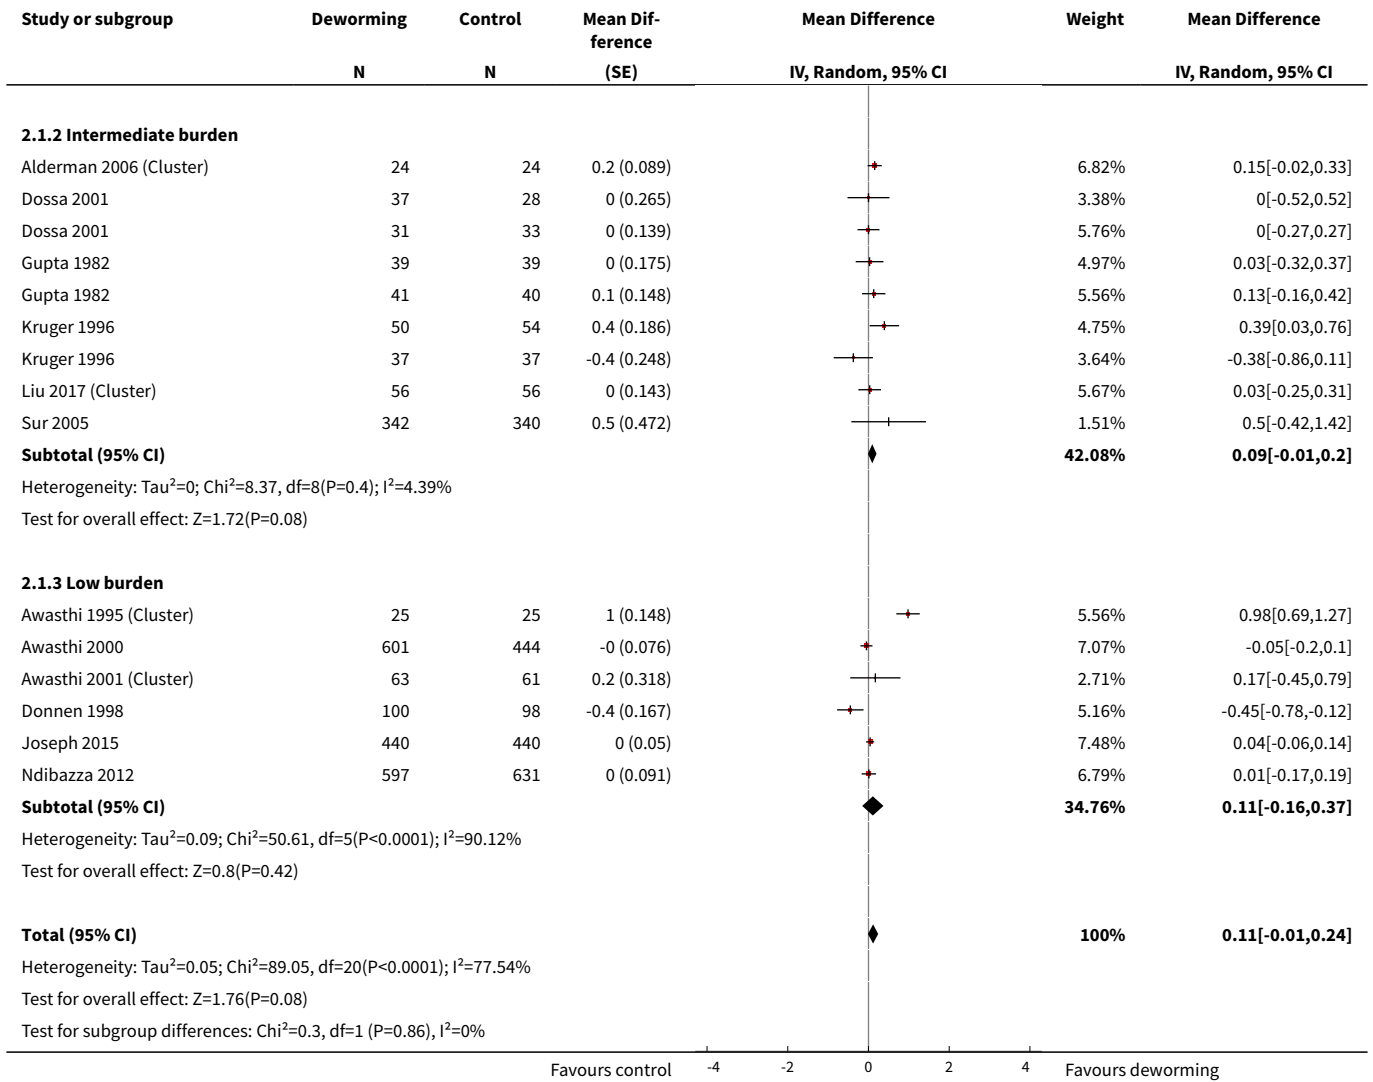 Study or subgroup Deworming Control Mean Dif- Mean Difference Weight Mean Difference
ference
N N (SE) IV, Random, 95% CI IV, Random, 95% CI
2.1.2 Intermediate burden
Alderman 2006 (Cluster) 24 24 0.2 (0.089) 6.82% 0.15[-0.02,0.33]
Dossa 2001 37 28 0 (0.265) 3.38% 0[-0.52,0.52]
Dossa 2001 31 33 0 (0.139) 5.76% 0[-0.27,0.27]
Gupta 1982 39 39 0 (0.175) 4.97% 0.03[-0.32,0.37]
Gupta 1982 41 40 0.1 (0.148) 5.56% 0.13[-0.16,0.42]
Kruger 1996 50 54 0.4 (0.186) 4.75% 0.39[0.03,0.76]
Kruger 1996 37 37 -0.4 (0.248) 3.64% -0.38[-0.86,0.11]
Liu 2017 (Cluster) 56 56 0 (0.143) 5.67% 0.03[-0.25,0.31]
Sur 2005 342 340 0.5 (0.472) 1.51% 0.5[-0.42,1.42]
Subtotal (95% CI) 42.08% 0.09[-0.01,0.2]
Heterogeneity: Tau²=0; Chi²=8.37, df=8(P=0.4); I²=4.39%
Test for overall effect: Z=1.72(P=0.08)
2.1.3 Low burden
Awasthi 1995 (Cluster) 25 25 1 (0.148) 5.56% 0.98[0.69,1.27]
Awasthi 2000 601 444 -0 (0.076) 7.07% -0.05[-0.2,0.1]
Awasthi 2001 (Cluster) 63 61 0.2 (0.318) 2.71% 0.17[-0.45,0.79]
Donnen 1998 100 98 -0.4 (0.167) 5.16% -0.45[-0.78,-0.12]
Joseph 2015 440 440 0 (0.05) 7.48% 0.04[-0.06,0.14]
Ndibazza 2012 597 631 0 (0.091) 6.79% 0.01[-0.17,0.19]
Subtotal (95% CI) 34.76% 0.11[-0.16,0.37]
Heterogeneity: Tau²=0.09; Chi²=50.61, df=5(P<0.0001); I²=90.12%
Test for overall effect: Z=0.8(P=0.42)
Total (95% CI) 100% 0.11[-0.01,0.24]
Heterogeneity: Tau²=0.05; Chi²=89.05, df=20(P<0.0001); I²=77.54%
Test for overall effect: Z=1.76(P=0.08)
Test for subgroup differences: Chi²=0.3, df=1 (P=0.86), I²=0%
Favours control -4 -2 0 2 4 Favours deworming